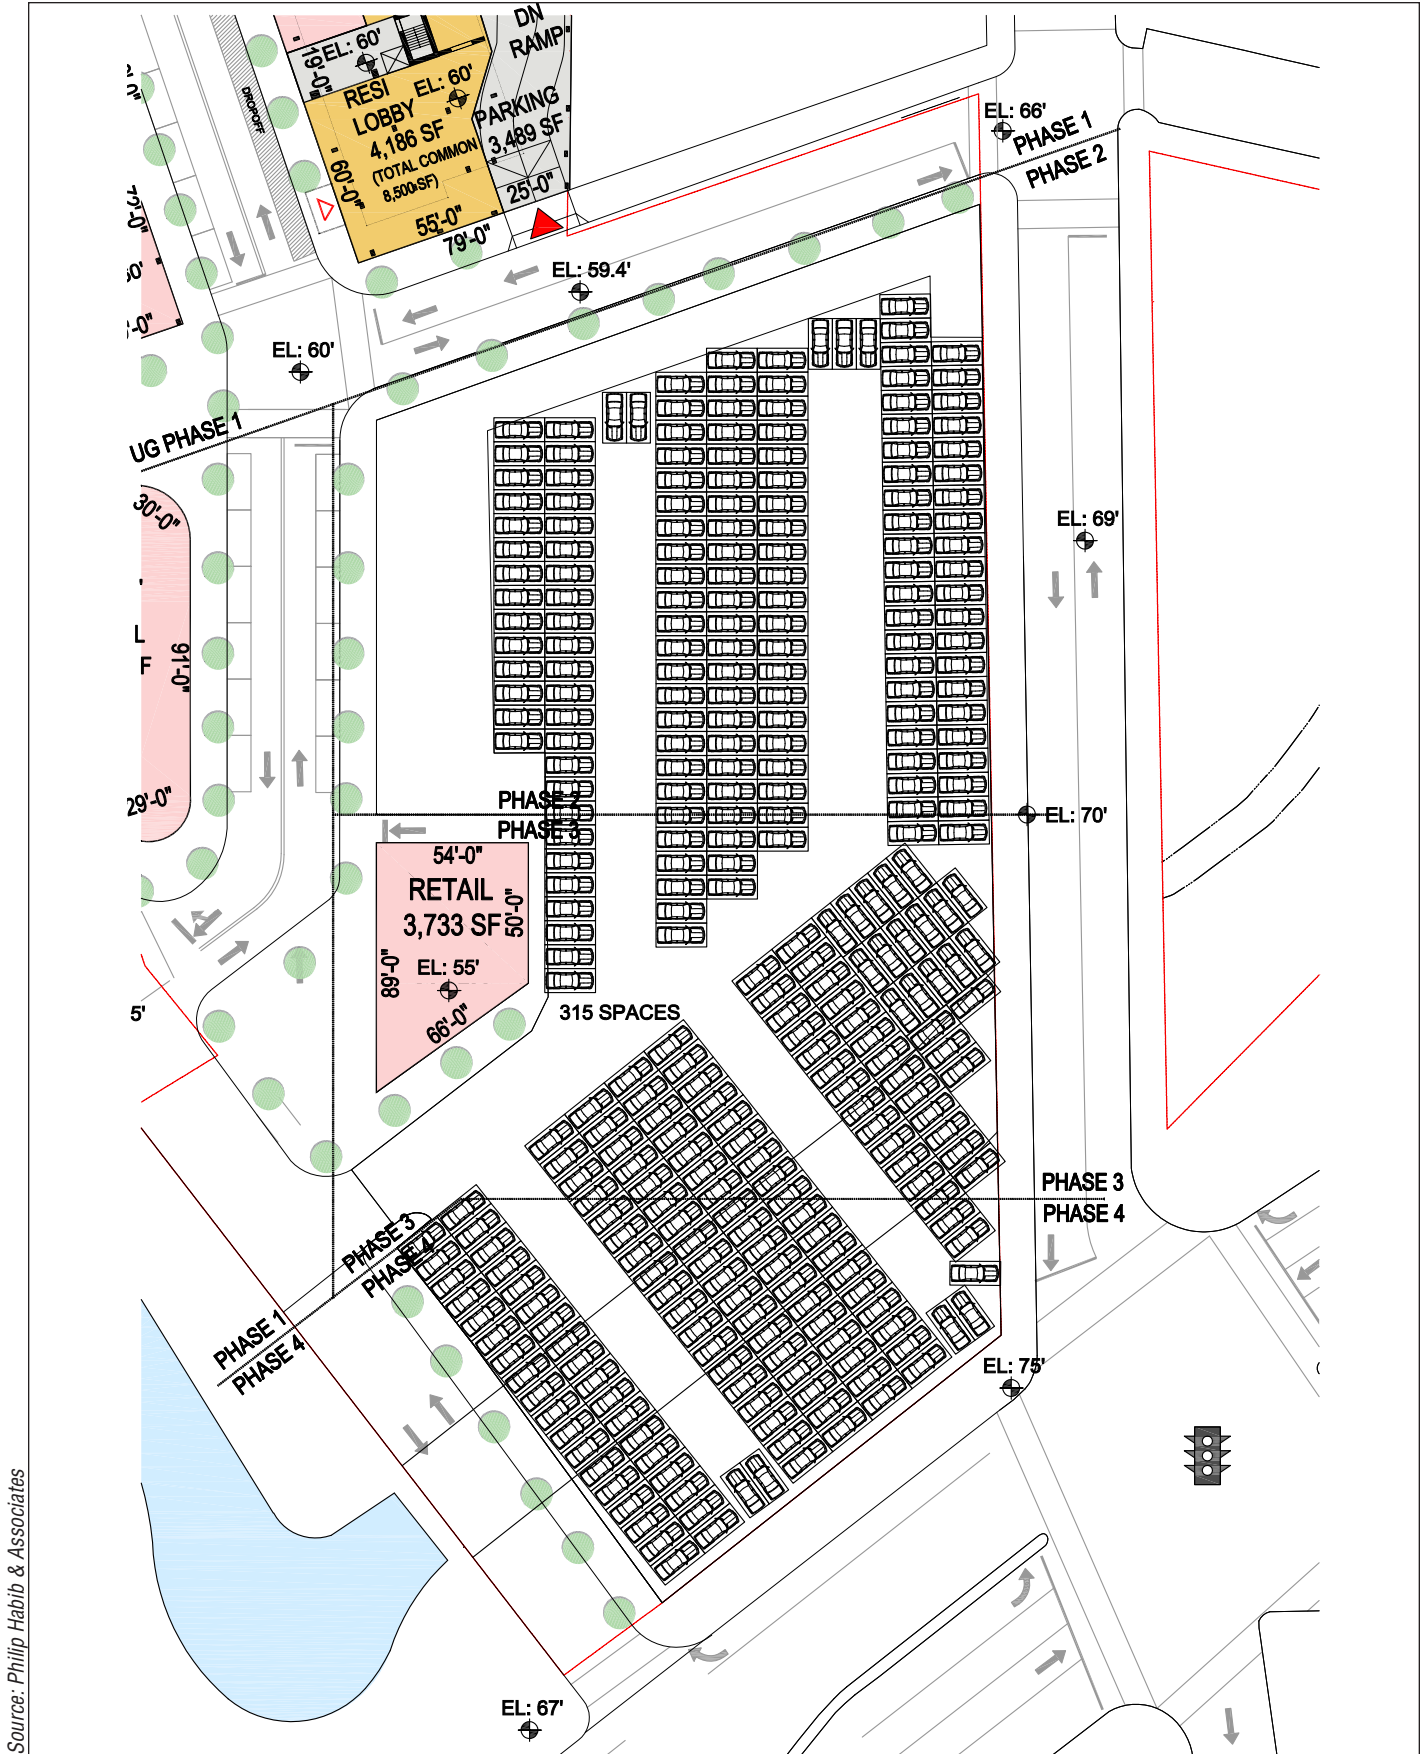 DN
RAMP
EL: 60'
19'-0"
RESI
LOBBY
4,186 SF
(TOTAL COMMON
8,500 SF)
EL: 60'
PARKING
3,489 SF
DROPOFF
60'-0"
25'-0"
55'-0"
79'-0"
EL: 66'
PHASE 1
PHASE 2
EL: 59.4'
EL: 60'
UG PHASE 1
30'-0"
91'-0"
29'-0"
EL: 69'
PHASE 2
PHASE 3
EL: 70'
54'-0"
RETAIL
3,733 SF
50'-0"
EL: 55'
89'-0"
66'-0"
315 SPACES
5'
PHASE 3
PHASE 4
PHASE 3
PHASE 4
PHASE 1
PHASE 4
EL: 75'
EL: 67'
Source: Philip Habib & Associates